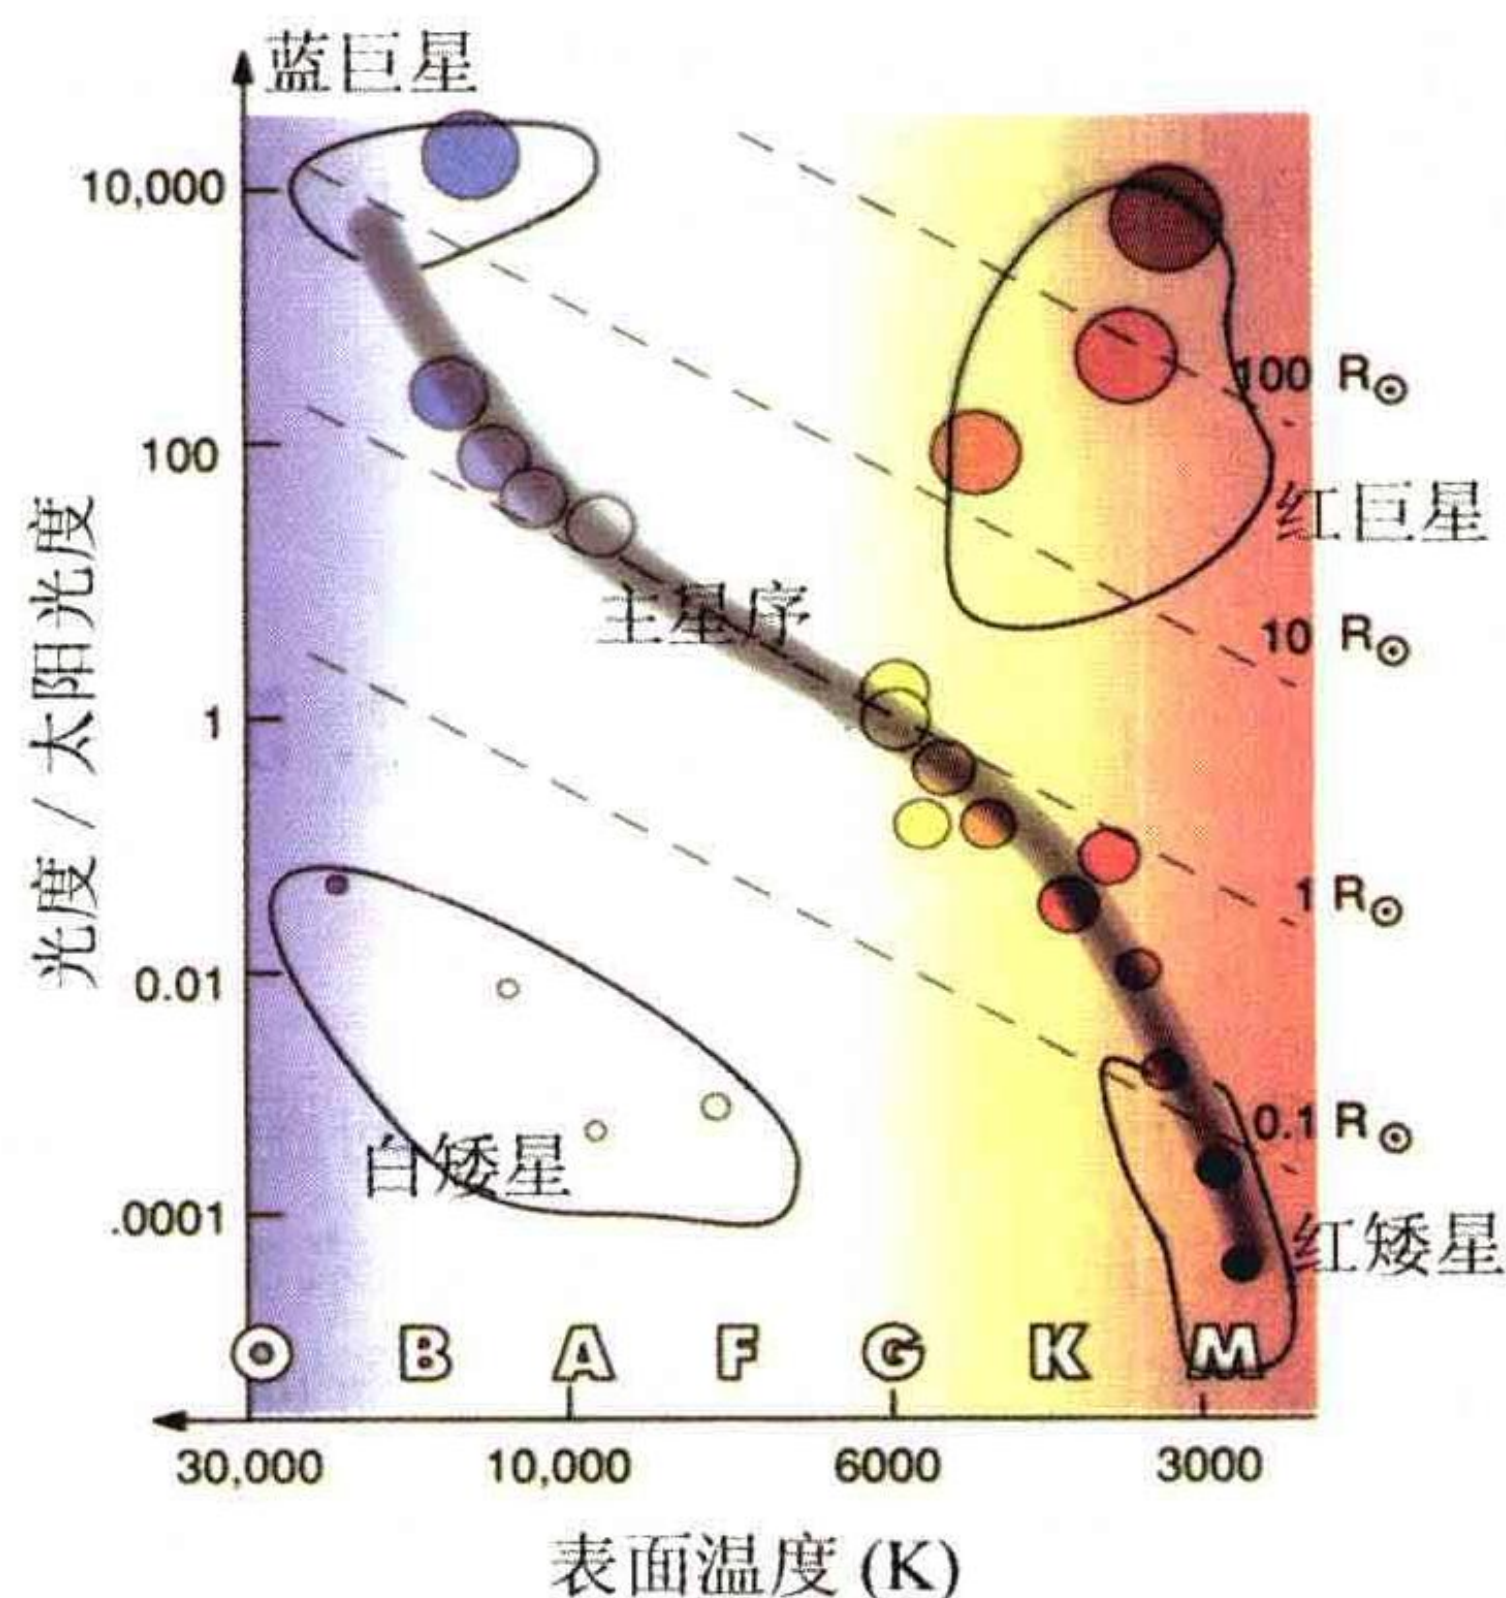 蓝巨星
10,000
100
1
0.01
.0001
光度 / 太阳光度
100 R⊙
红巨星
10 R⊙
主星序
1 R⊙
0.1 R⊙
白矮星
红矮星
O B A F G K M
30,000 10,000 6000 3000
表面温度 (K)